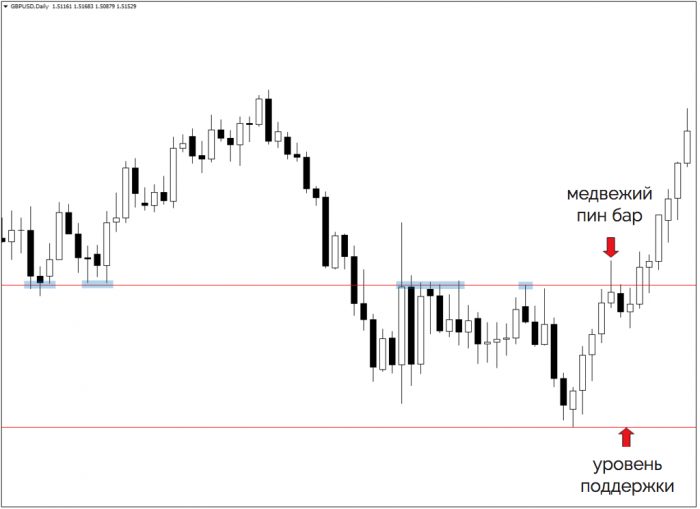 GBPUSD.Daily 1.51161 1.51683 1.50879 1.51529
медвежий
пин бар
уровень
поддержки